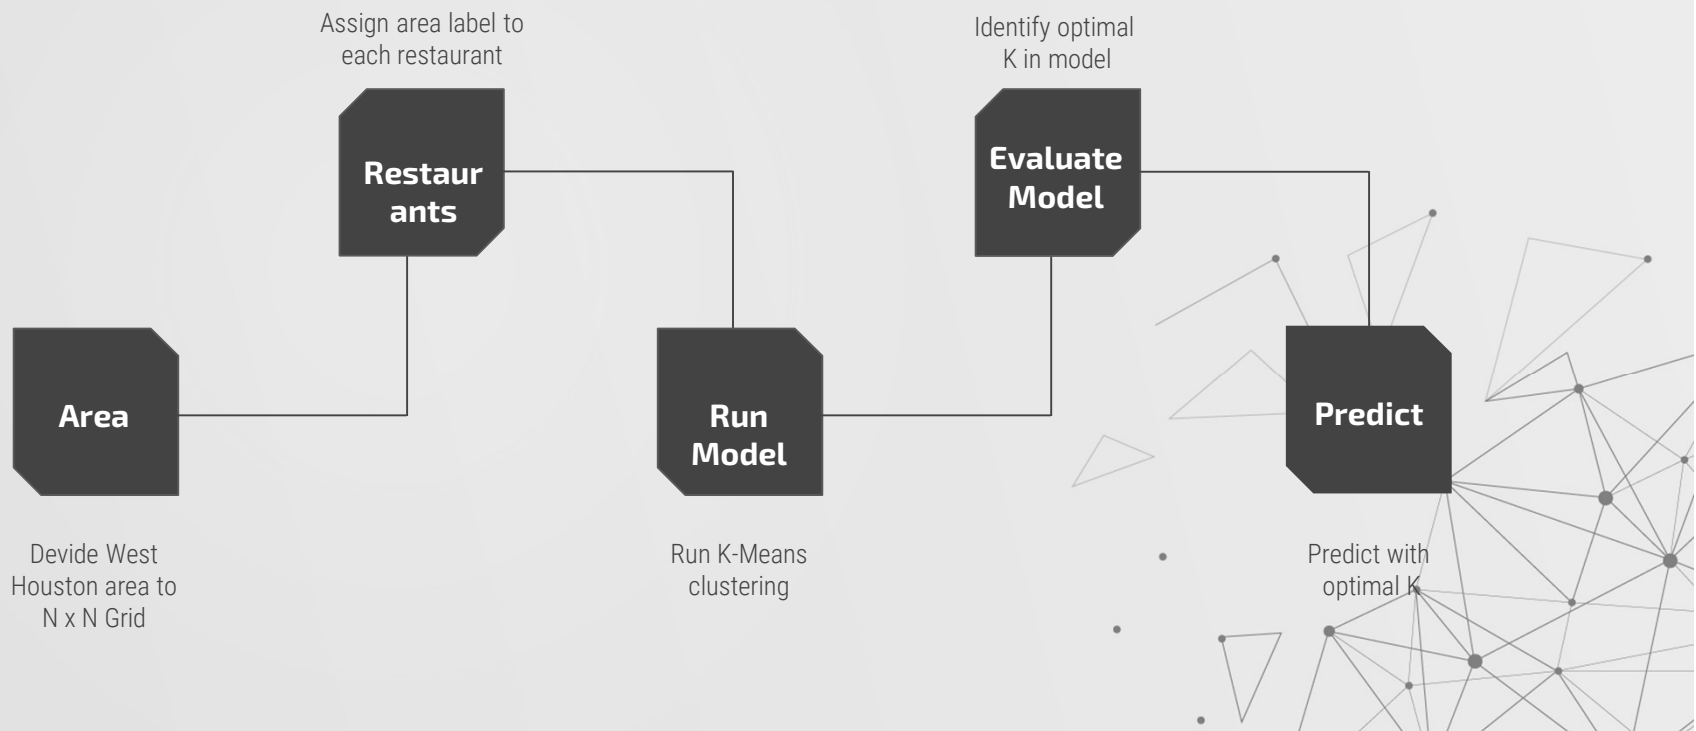 Assign area label to
each restaurant
Identify optimal
K in model
Restaur
ants
Evaluate
Model
Area
Run
Model
Predict
Devide West
Houston area to
N x N Grid
Run K-Means
clustering
Predict with
optimal K